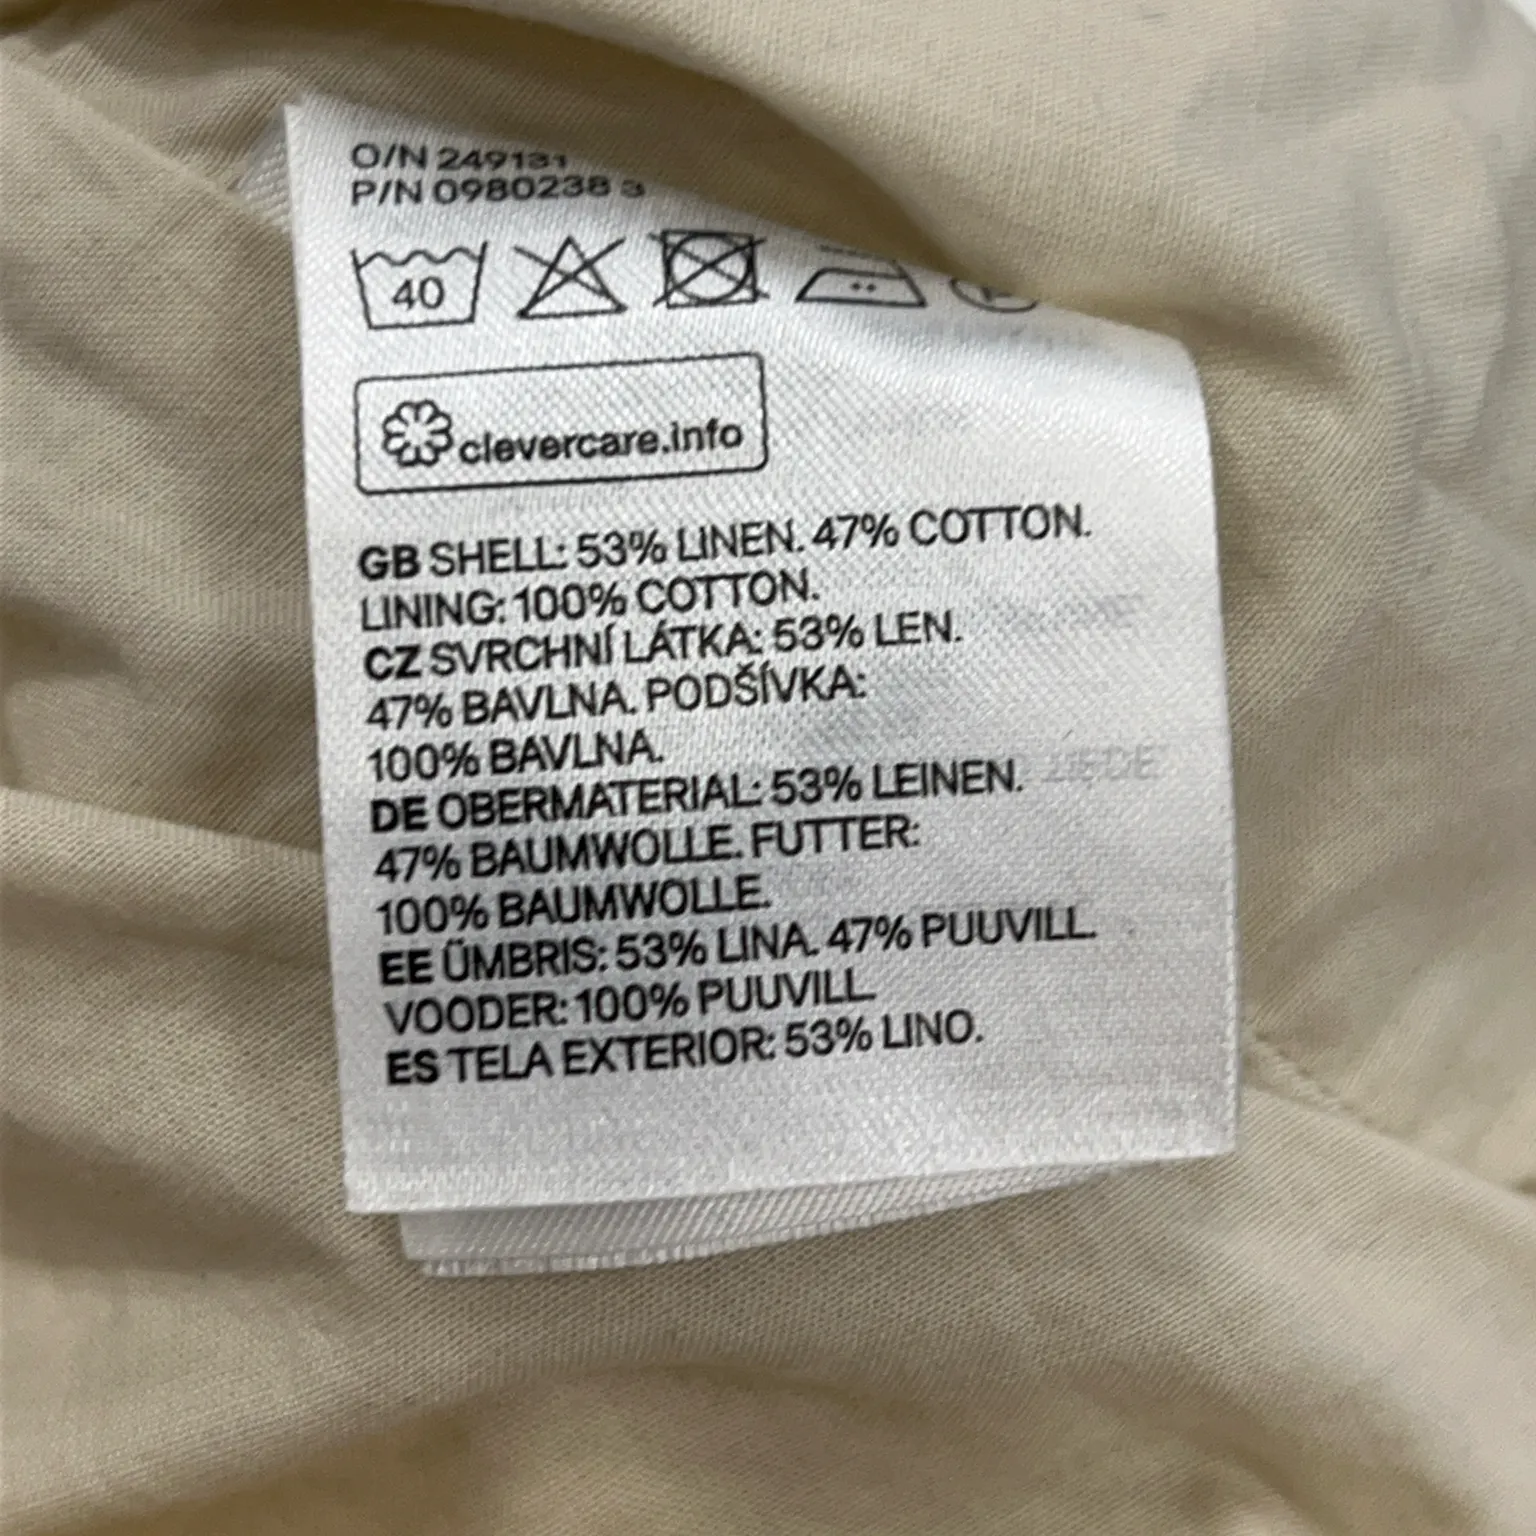 O/N 249131
P/N 0980238 3
40
clevercare.info
GB SHELL: 53% LINEN. 47% COTTON.
LINING: 100% COTTON.
CZ SVRCHNÍ LÁTKA: 53% LEN.
47% BAVLNA. PODŠÍVKA:
100% BAVLNA.
DE OBERMATERIAL: 53% LEINEN.
47% BAUMWOLLE. FUTTER:
100% BAUMWOLLE.
EE ÜMBRIS: 53% LINA. 47% PUUVILL.
VOODER: 100% PUUVILL.
ES TELA EXTERIOR: 53% LINO.